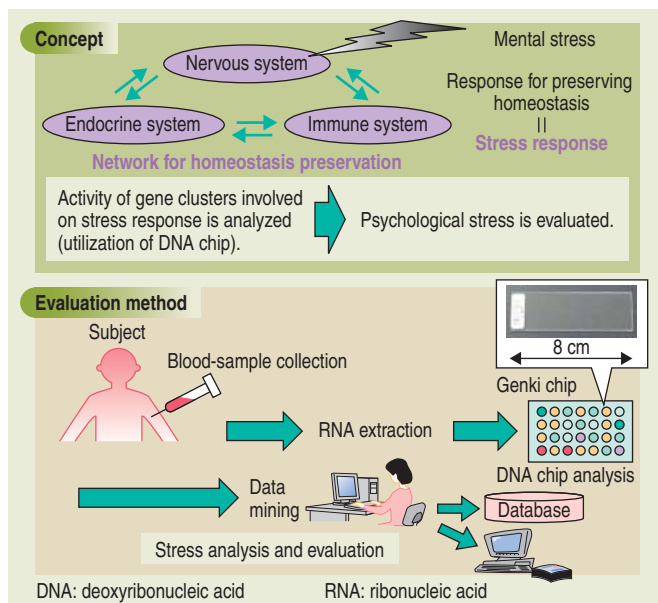 Concept
Mental stress
Nervous system
Response for preserving
homeostasis
=
Stress response
Endocrine system
Immune system
Network for homeostasis preservation
Activity of gene clusters involved
on stress response is analyzed
(utilization of DNA chip).
Psychological stress is evaluated.
Evaluation method
Subject
Blood-sample collection
8 cm
Genki chip
RNA extraction
DNA chip analysis
Data
mining
Database
Stress analysis and evaluation
DNA: deoxyribonucleic acid
RNA: ribonucleic acid